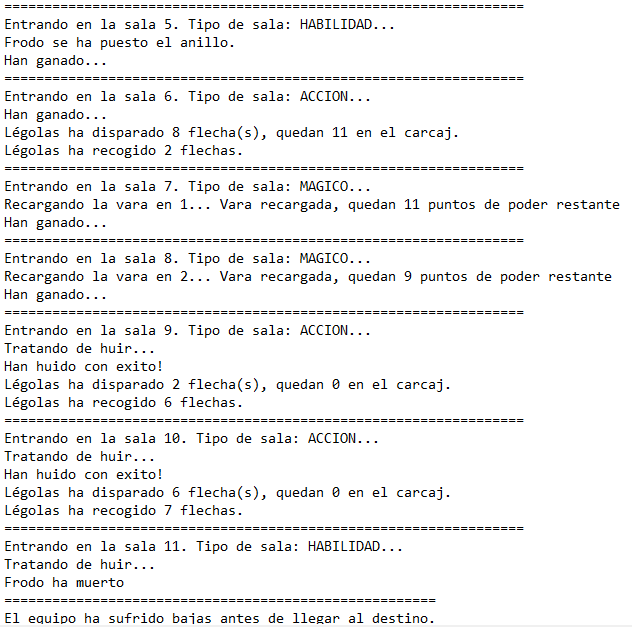 =================================================================
Entrando en la sala 5. Tipo de sala: HABILIDAD...
Frodo se ha puesto el anillo.
Han ganado...
=================================================================
Entrando en la sala 6. Tipo de sala: ACCION...
Han ganado...
Légolas ha disparado 8 flecha(s), quedan 11 en el carcaj.
Légolas ha recogido 2 flechas.
=================================================================
Entrando en la sala 7. Tipo de sala: MAGICO...
Recargando la vara en 1... Vara recargada, quedan 11 puntos de poder restante
Han ganado...
=================================================================
Entrando en la sala 8. Tipo de sala: MAGICO...
Recargando la vara en 2... Vara recargada, quedan 9 puntos de poder restante
Han ganado...
=================================================================
Entrando en la sala 9. Tipo de sala: ACCION...
Tratando de huir...
Han huido con exito!
Légolas ha disparado 2 flecha(s), quedan 0 en el carcaj.
Légolas ha recogido 6 flechas.
=================================================================
Entrando en la sala 10. Tipo de sala: ACCION...
Tratando de huir...
Han huido con exito!
Légolas ha disparado 6 flecha(s), quedan 0 en el carcaj.
Légolas ha recogido 7 flechas.
=================================================================
Entrando en la sala 11. Tipo de sala: HABILIDAD...
Tratando de huir...
Frodo ha muerto
======================================================
El equipo ha sufrido bajas antes de llegar al destino.